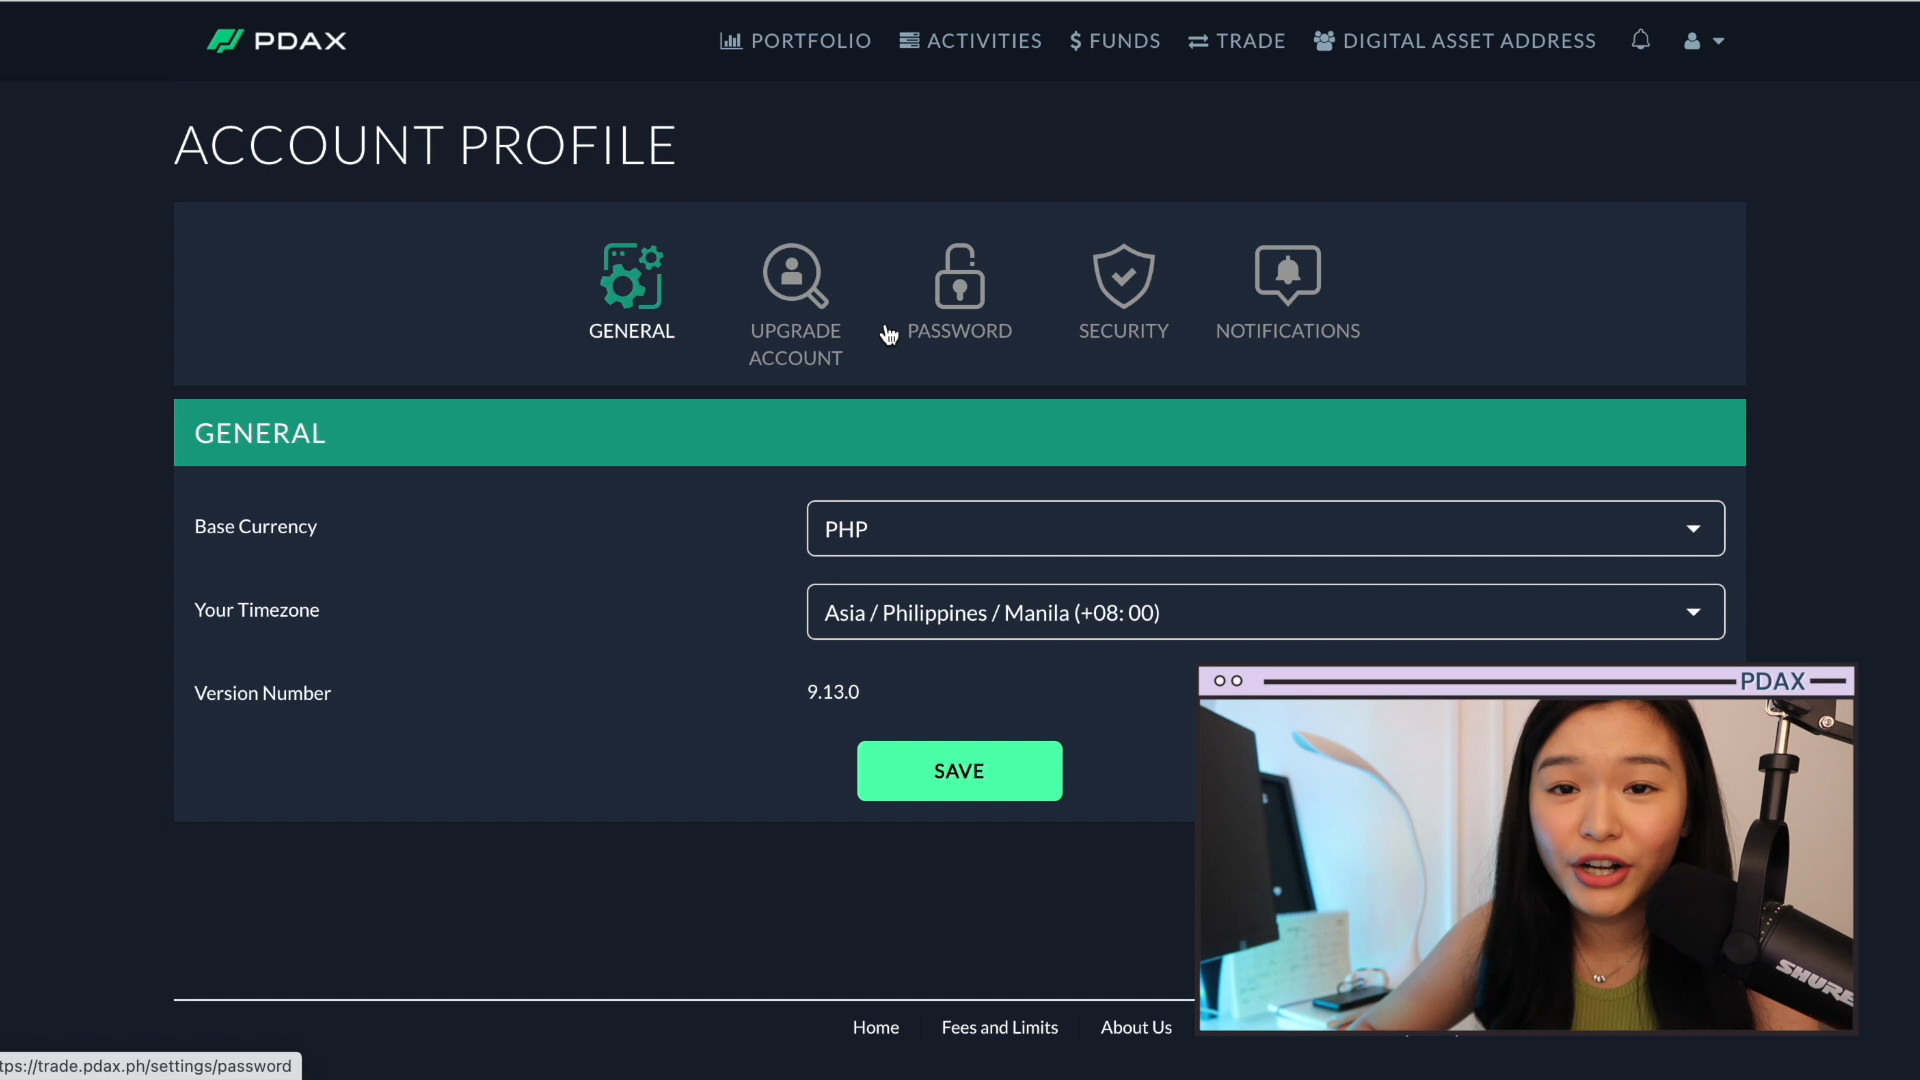 PDAX
PORTFOLIO
ACTIVITIES
$ FUNDS
TRADE
DIGITAL ASSET ADDRESS
ACCOUNT PROFILE
GENERAL
UPGRADE
ACCOUNT
PASSWORD
SECURITY
NOTIFICATIONS
GENERAL
Base Currency
PHP
Your Timezone
Asia / Philippines / Manila (+08: 00)
Version Number
9.13.0
SAVE
PDAX
SHURE
Home
Fees and Limits
About Us
tps://trade.pdax.ph/settings/password